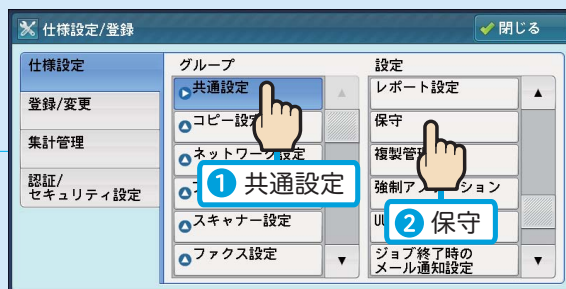 仕様設定/登録
閉じる
仕様設定
登録/変更
集計管理
認証/
セキュリティ設定
グループ
共通設定
コピー設定
ネットワーク設定
スキャナー設定
ファクス設定
設定
レポート設定
保守
複製管
強制ア
ション
ジョブ終了時の
メール通知設定
1 共通設定
2 保守